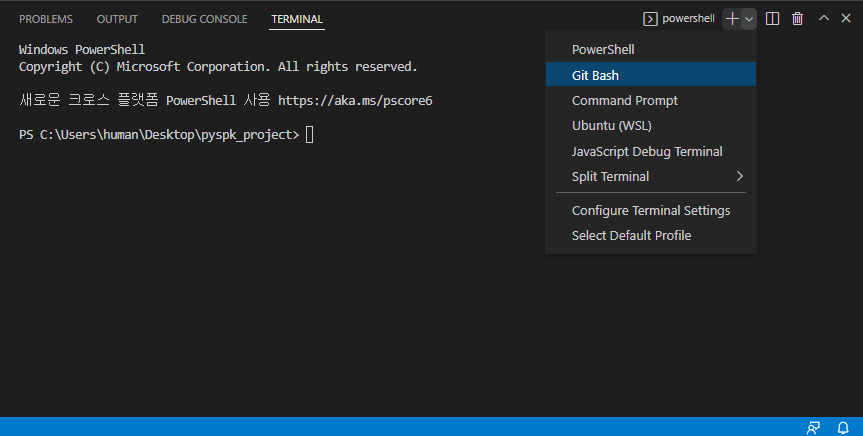 PROBLEMS OUTPUT DEBUG CONSOLE TERMINAL powershell
Windows PowerShell
Copyright (C) Microsoft Corporation. All rights reserved.
새로운 크로스 플랫폼 PowerShell 사용 https://aka.ms/pscore6
PS C:\Users\human\Desktop\pyspk_project>
PowerShell
Git Bash
Command Prompt
Ubuntu (WSL)
JavaScript Debug Terminal
Split Terminal
Configure Terminal Settings
Select Default Profile